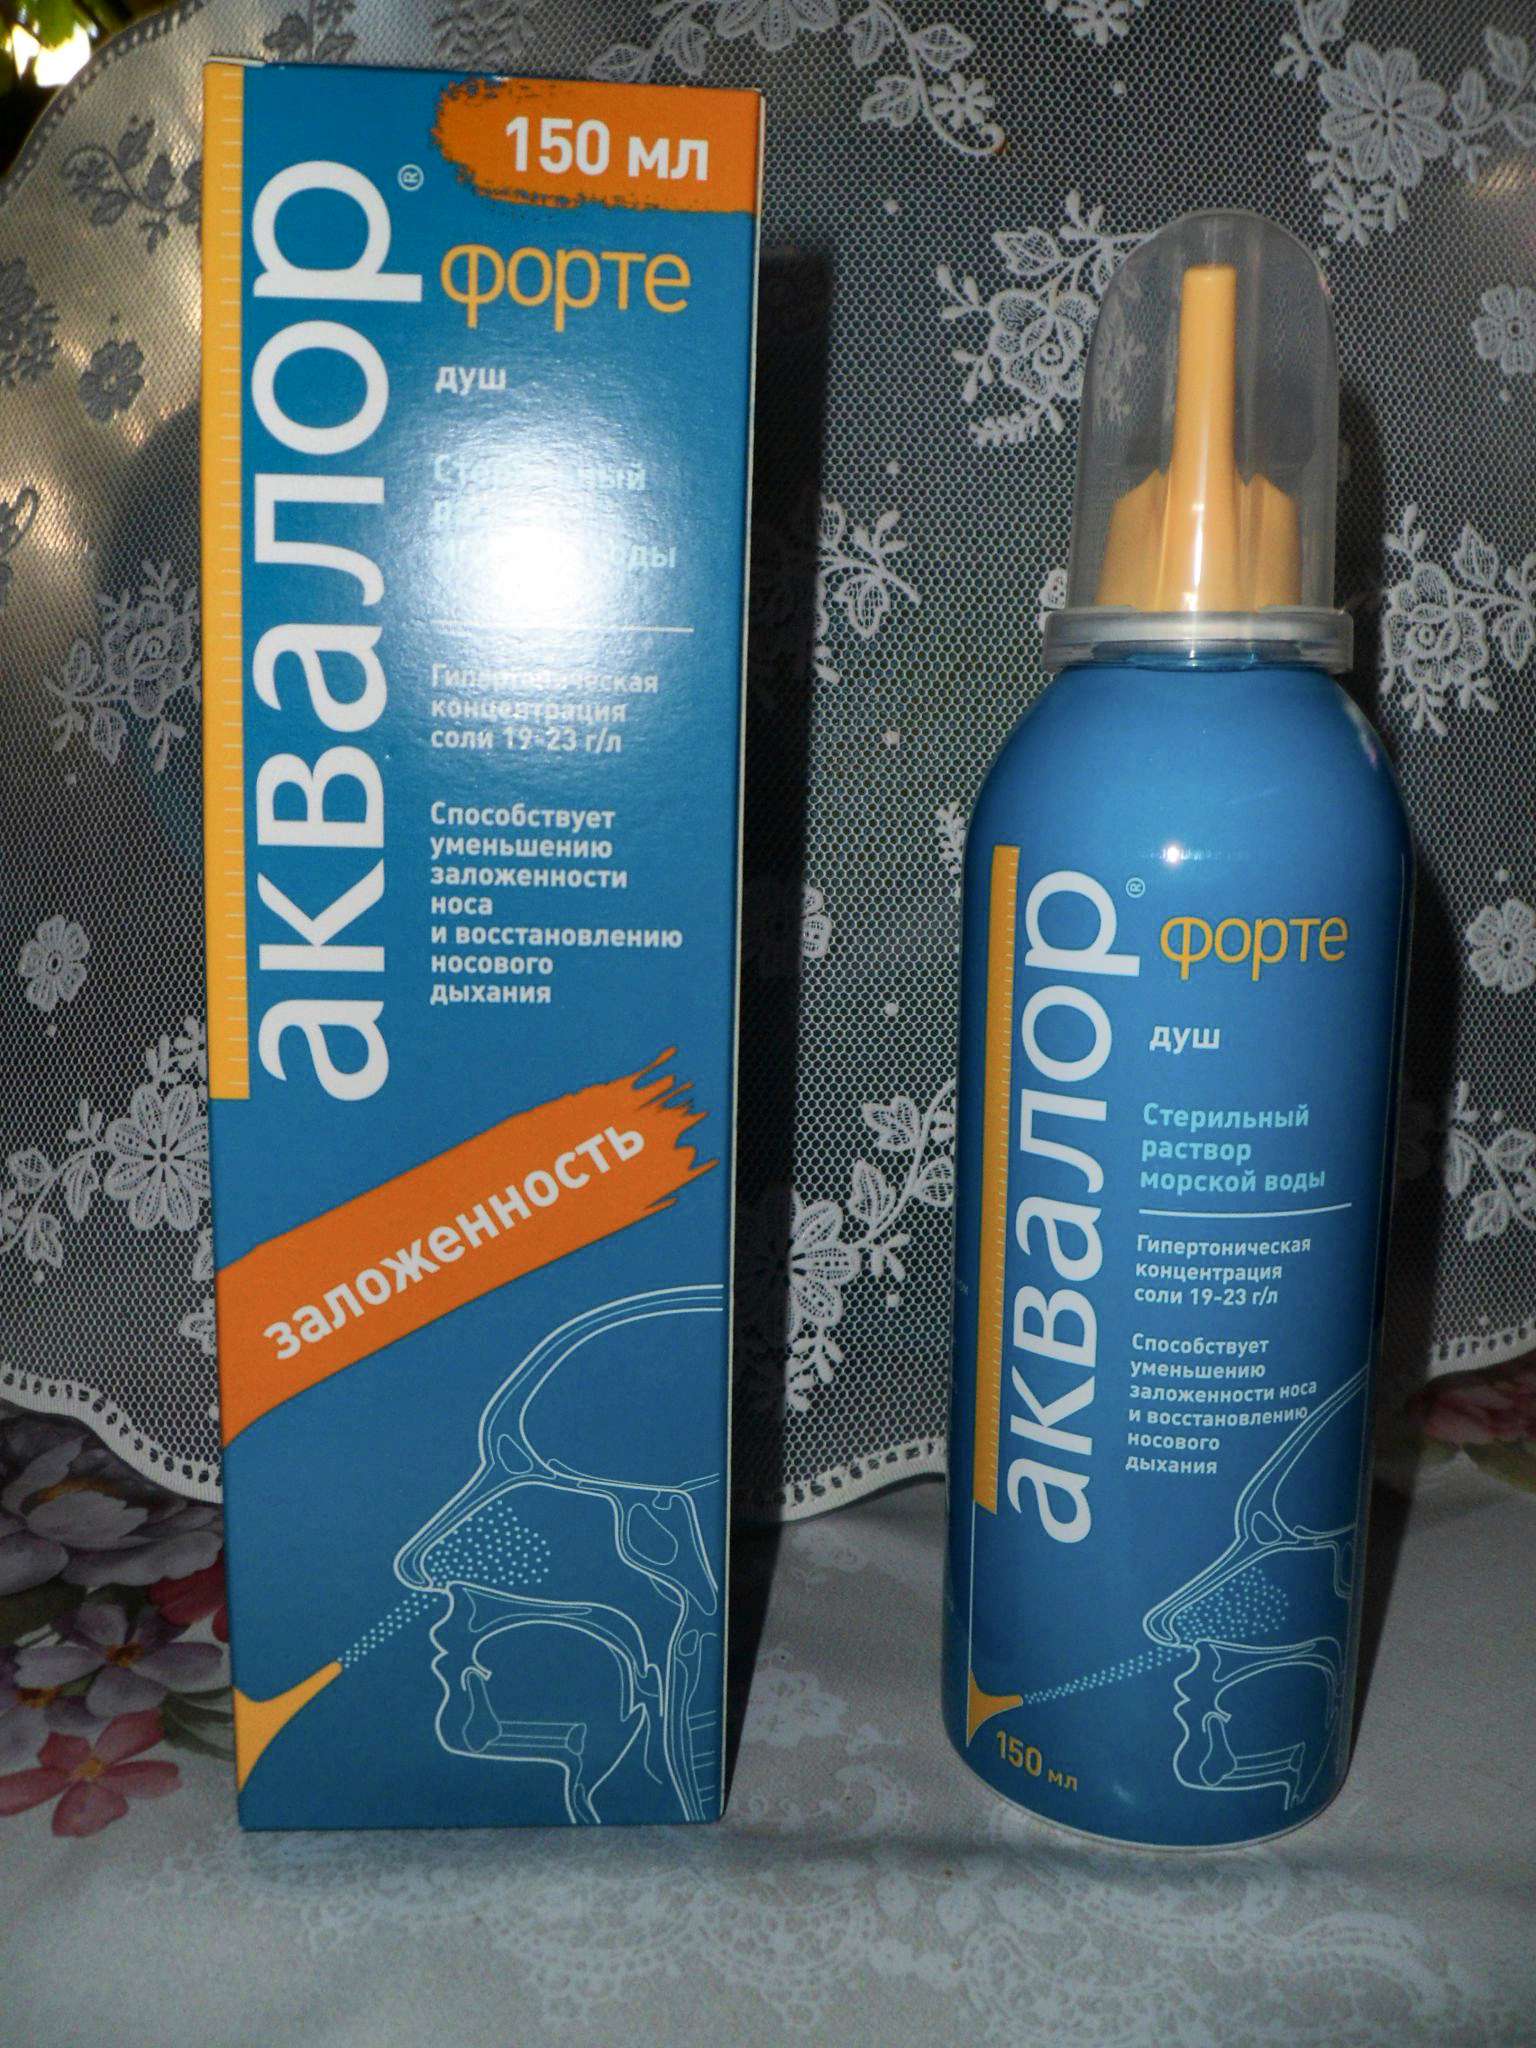 150 мл
аквалор®
форте
душ
воды
Гипертоническая
концентрация
соли 19-23 г/л
Способствует
уменьшению
заложенности
носа
и восстановлению
носового
дыхания
заложенность
аквалор®
форте
душ
Стерильный
раствор
морской воды
Гипертоническая
концентрация
соли 19-23 г/л
Способствует
уменьшению
заложенности носа
и восстановлению
носового
дыхания
150 мл